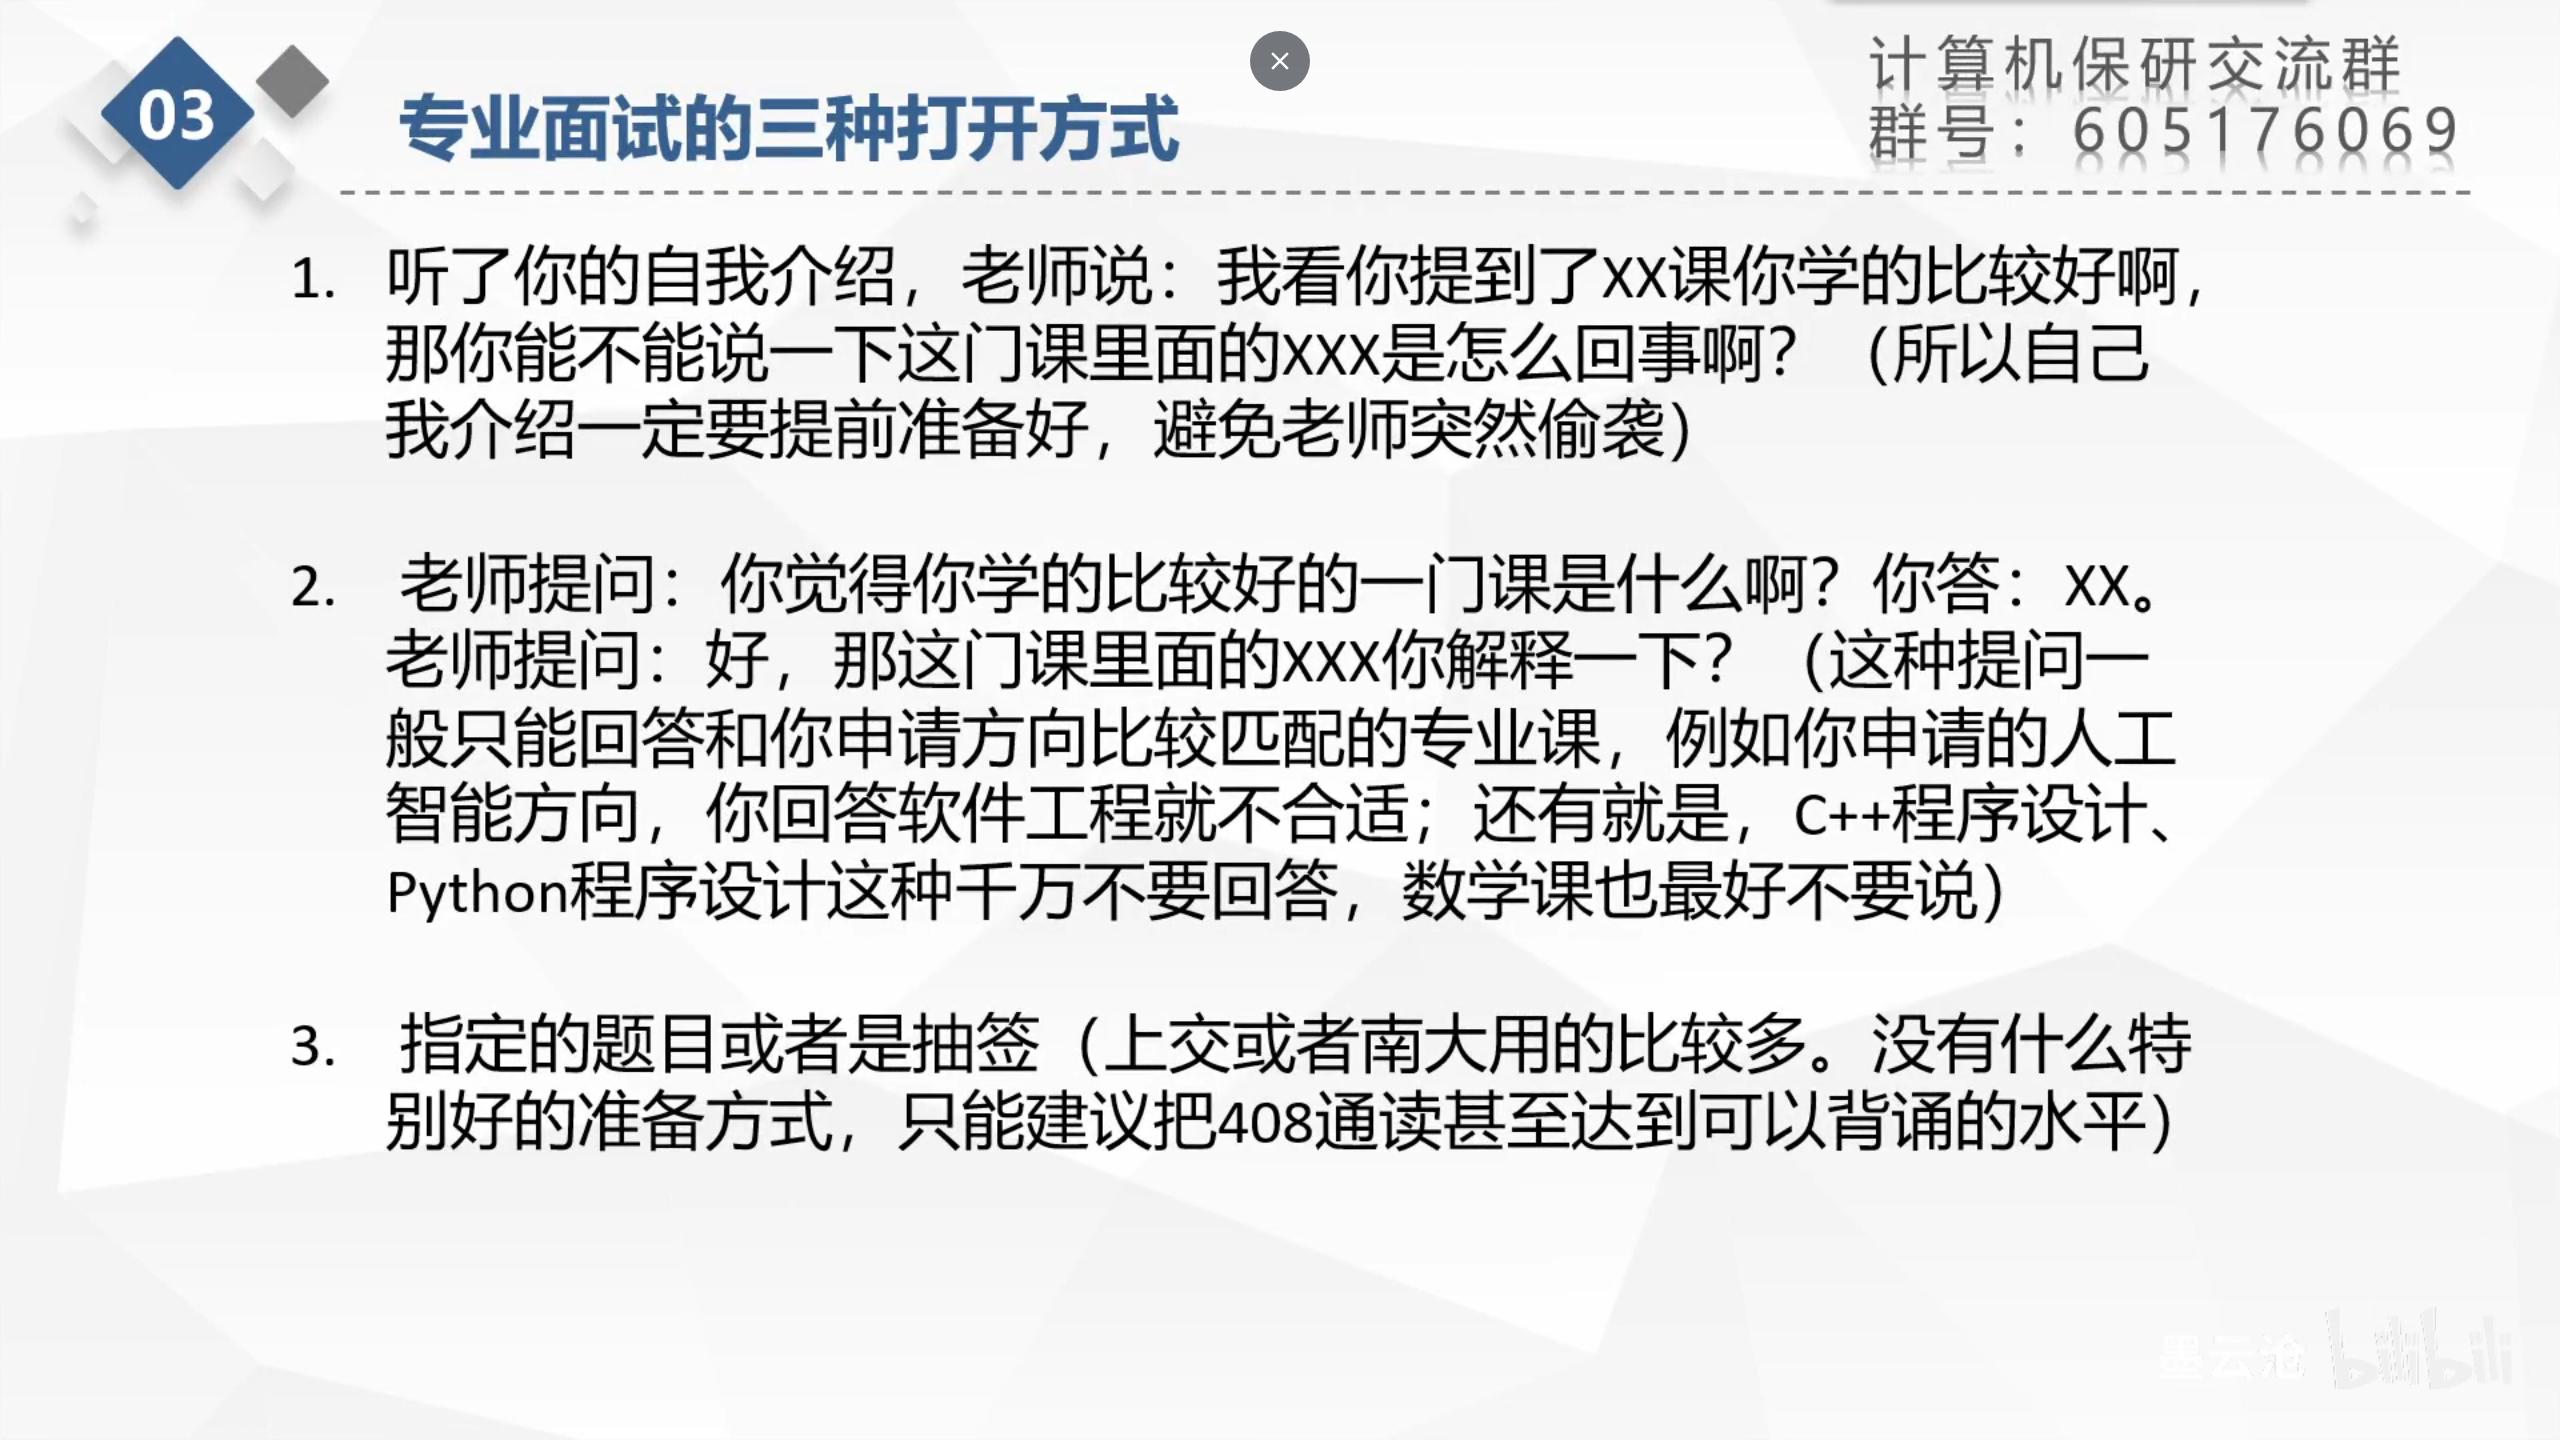 03
专业面试的三种打开方式
计算机保研交流群
群号：605176069
1. 听了你的自我介绍，老师说：我看你提到了XX课你学的比较好啊，
那你能不能说一下这门课里面的XXX是怎么回事啊？（所以自己
我介绍一定要提前准备好，避免老师突然偷袭）
2. 老师提问：你觉得你学的比较好的一门课是什么啊？你答：XX。
老师提问：好，那这门课里面的XXX你解释一下？（这种提问一
般只能回答和你申请方向比较匹配的专业课，例如你申请的人工
智能方向，你回答软件工程就不合适；还有就是，C++程序设计、
Python程序设计这种千万不要回答，数学课也最好不要说）
3. 指定的题目或者是抽签（上交或者南大用的比较多。没有什么特
别好的准备方式，只能建议把408通读甚至达到可以背诵的水平）
墨云沧 bilibili